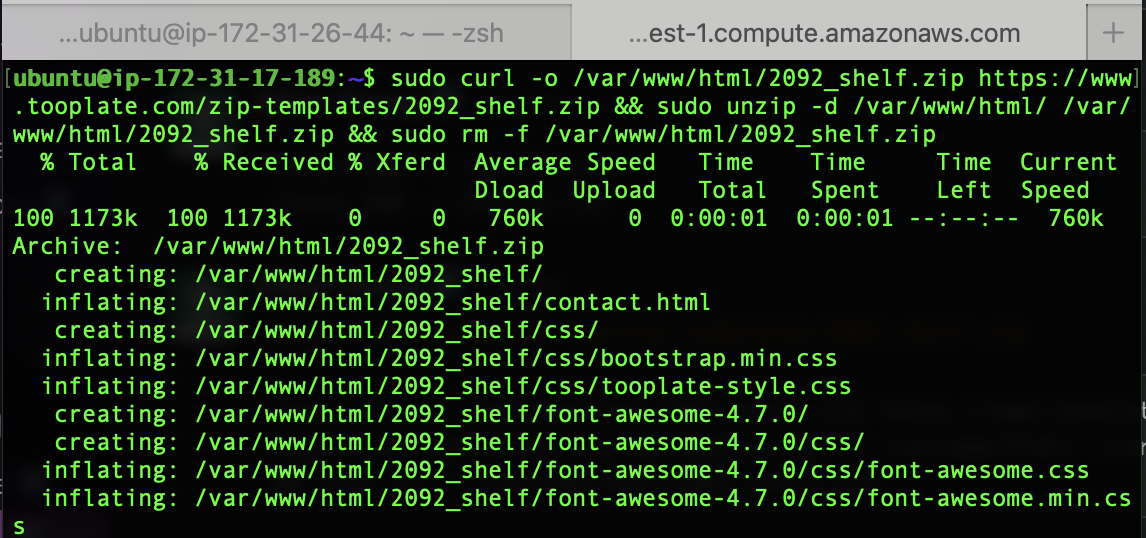 ...ubuntu@ip-172-31-26-44: ~ — -zsh
...est-1.compute.amazonaws.com
+
[ubuntu@ip-172-31-17-189:~$ sudo curl -o /var/www/html/2092_shelf.zip https://www]
.tooplate.com/zip-templates/2092_shelf.zip && sudo unzip -d /var/www/html/ /var/
www/html/2092_shelf.zip && sudo rm -f /var/www/html/2092_shelf.zip
% Total % Received % Xferd Average Speed Time Time Time Current
Dload Upload Total Spent Left Speed
100 1173k 100 1173k 0 0 760k 0 0:00:01 0:00:01 --:--:-- 760k
Archive: /var/www/html/2092_shelf.zip
creating: /var/www/html/2092_shelf/
inflating: /var/www/html/2092_shelf/contact.html
creating: /var/www/html/2092_shelf/css/
inflating: /var/www/html/2092_shelf/css/bootstrap.min.css
inflating: /var/www/html/2092_shelf/css/tooplate-style.css
creating: /var/www/html/2092_shelf/font-awesome-4.7.0/
creating: /var/www/html/2092_shelf/font-awesome-4.7.0/css/
inflating: /var/www/html/2092_shelf/font-awesome-4.7.0/css/font-awesome.css
inflating: /var/www/html/2092_shelf/font-awesome-4.7.0/css/font-awesome.min.cs
s